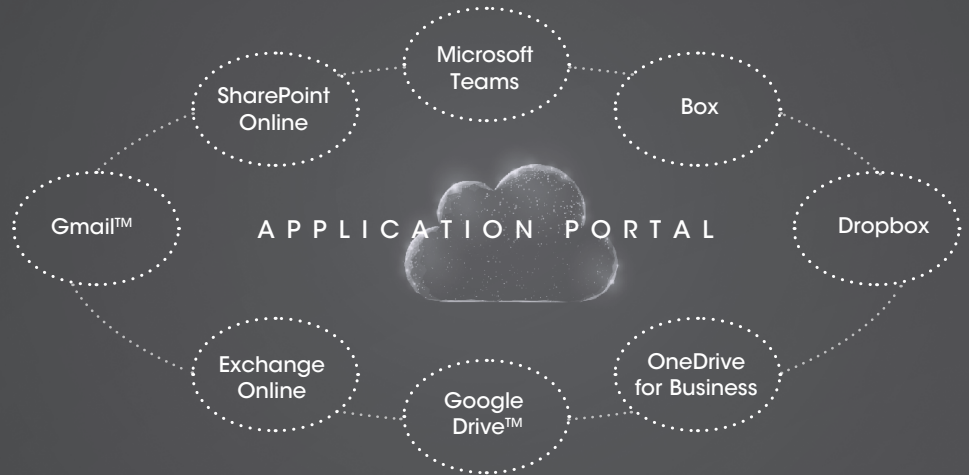 Microsoft
Teams
SharePoint
Online
Box
Gmail™
APPLICATION PORTAL
Dropbox
Exchange
Online
OneDrive
for Business
Google
Drive™